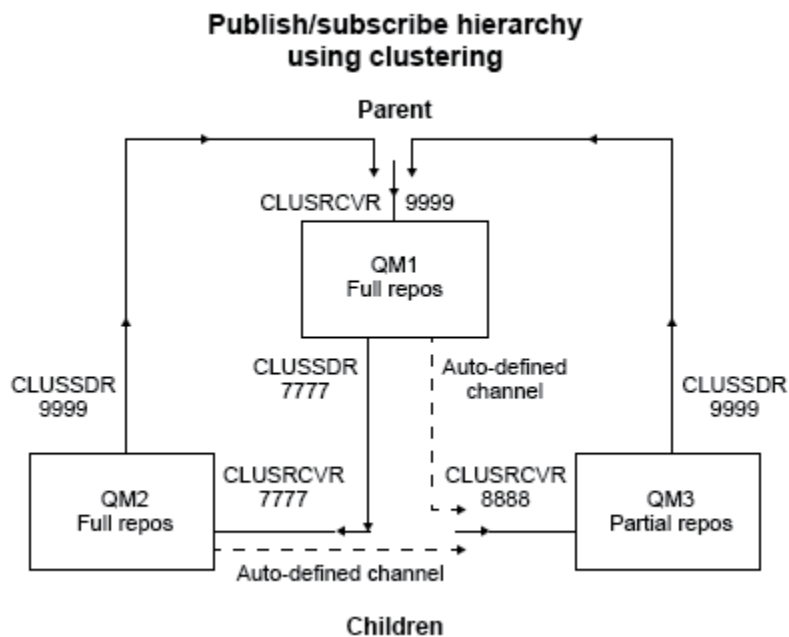 Publish/subscribe hierarchy
using clustering
Parent
CLUSRCVR 9999
QM1
Full repos
CLUSSDR
7777
Auto-defined
channel
CLUSSDR
9999
CLUSSDR
9999
CLUSRCVR
7777
CLUSRCVR
8888
QM2
Full repos
QM3
Partial repos
Auto-defined channel
Children